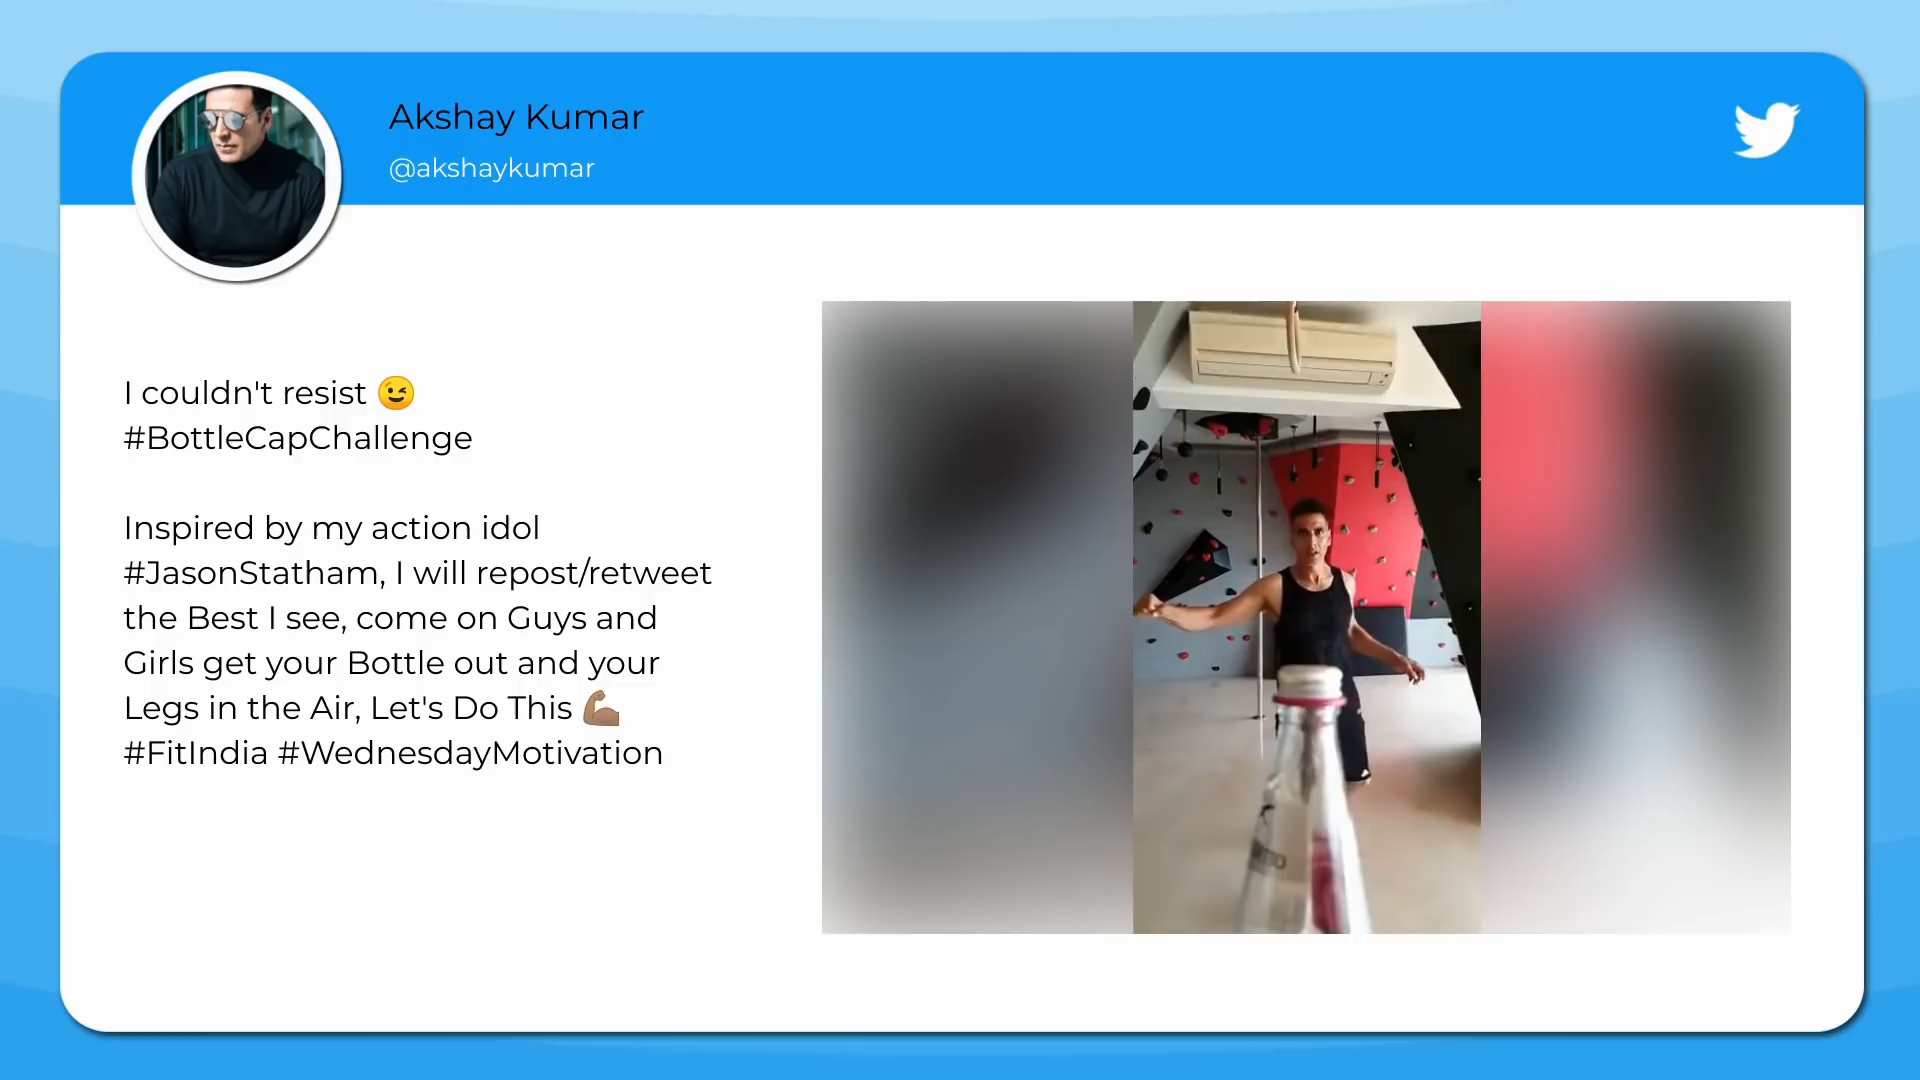 Akshay Kumar
@akshaykumar
I couldn't resist 😉
#BottleCapChallenge
Inspired by my action idol
#JasonStatham, I will repost/retweet
the Best I see, come on Guys and
Girls get your Bottle out and your
Legs in the Air, Let's Do This 💪🏽
#FitIndia #WednesdayMotivation